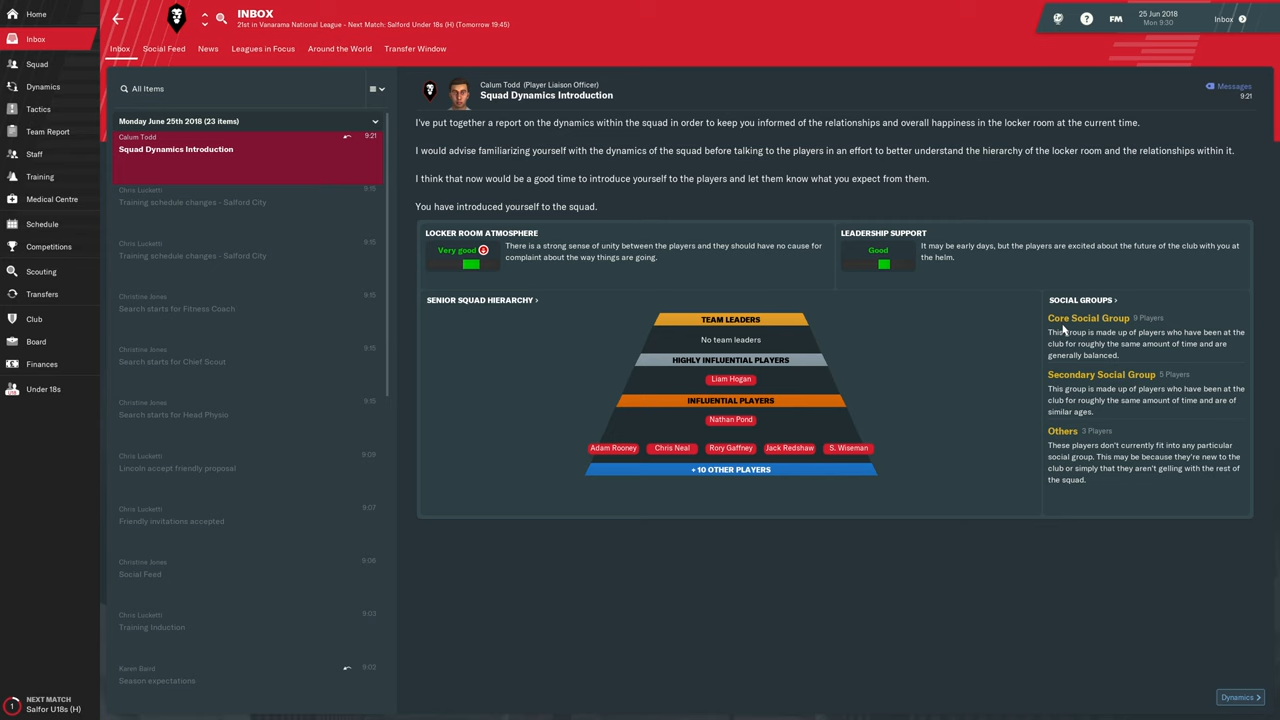 Home
Inbox
Squad
Dynamics
Tactics
Team Report
Staff
Training
Medical Centre
Schedule
Competitions
Scouting
Transfers
Club
Board
Finances
Under 18s
1
NEXT MATCH
Salfor U18s (H)
INBOX
21st in Vanarama National League - Next Match: Salford Under 18s (H) (Tomorrow 19:45)
?
FM
25 Jun 2018
Mon 9:30
Inbox
Inbox
Social Feed
News
Leagues in Focus
Around the World
Transfer Window
All Items
Monday June 25th 2018 (23 items)
Calum Todd
9:21
Squad Dynamics Introduction
Chris Lucketti
9:15
Training schedule changes - Salford City
Chris Lucketti
9:15
Training schedule changes - Salford City
Christine Jones
9:15
Search starts for Fitness Coach
Christine Jones
9:15
Search starts for Chief Scout
Christine Jones
9:15
Search starts for Head Physio
Chris Lucketti
9:09
Lincoln accept friendly proposal
Chris Lucketti
9:07
Friendly invitations accepted
Christine Jones
9:06
Social Feed
Chris Lucketti
9:03
Training Induction
Karen Baird
9:02
Season expectations
Calum Todd (Player Liaison Officer)
Squad Dynamics Introduction
Messages
9:21
I've put together a report on the dynamics within the squad in order to keep you informed of the relationships and overall happiness in the locker room at the current time.
I would advise familiarizing yourself with the dynamics of the squad before talking to the players in an effort to better understand the hierarchy of the locker room and the relationships within it.
I think that now would be a good time to introduce yourself to the players and let them know what you expect from them.
You have introduced yourself to the squad.
LOCKER ROOM ATMOSPHERE
Very good
There is a strong sense of unity between the players and they should have no cause for
complaint about the way things are going.
LEADERSHIP SUPPORT
Good
It may be early days, but the players are excited about the future of the club with you at
the helm.
SENIOR SQUAD HIERARCHY >
TEAM LEADERS
No team leaders
HIGHLY INFLUENTIAL PLAYERS
Liam Hogan
INFLUENTIAL PLAYERS
Nathan Pond
Adam Rooney
Chris Neal
Rory Gaffney
Jack Redshaw
S. Wiseman
+ 10 OTHER PLAYERS
SOCIAL GROUPS >
Core Social Group 9 Players
This group is made up of players who have been at the
club for roughly the same amount of time and are
generally balanced.
Secondary Social Group 5 Players
This group is made up of players who have been at the
club for roughly the same amount of time and are of
similar ages.
Others 3 Players
These players don't currently fit into any particular
social group. This may because they're new to the
club or simply that they aren't gelling with the rest of
the squad.
Dynamics >